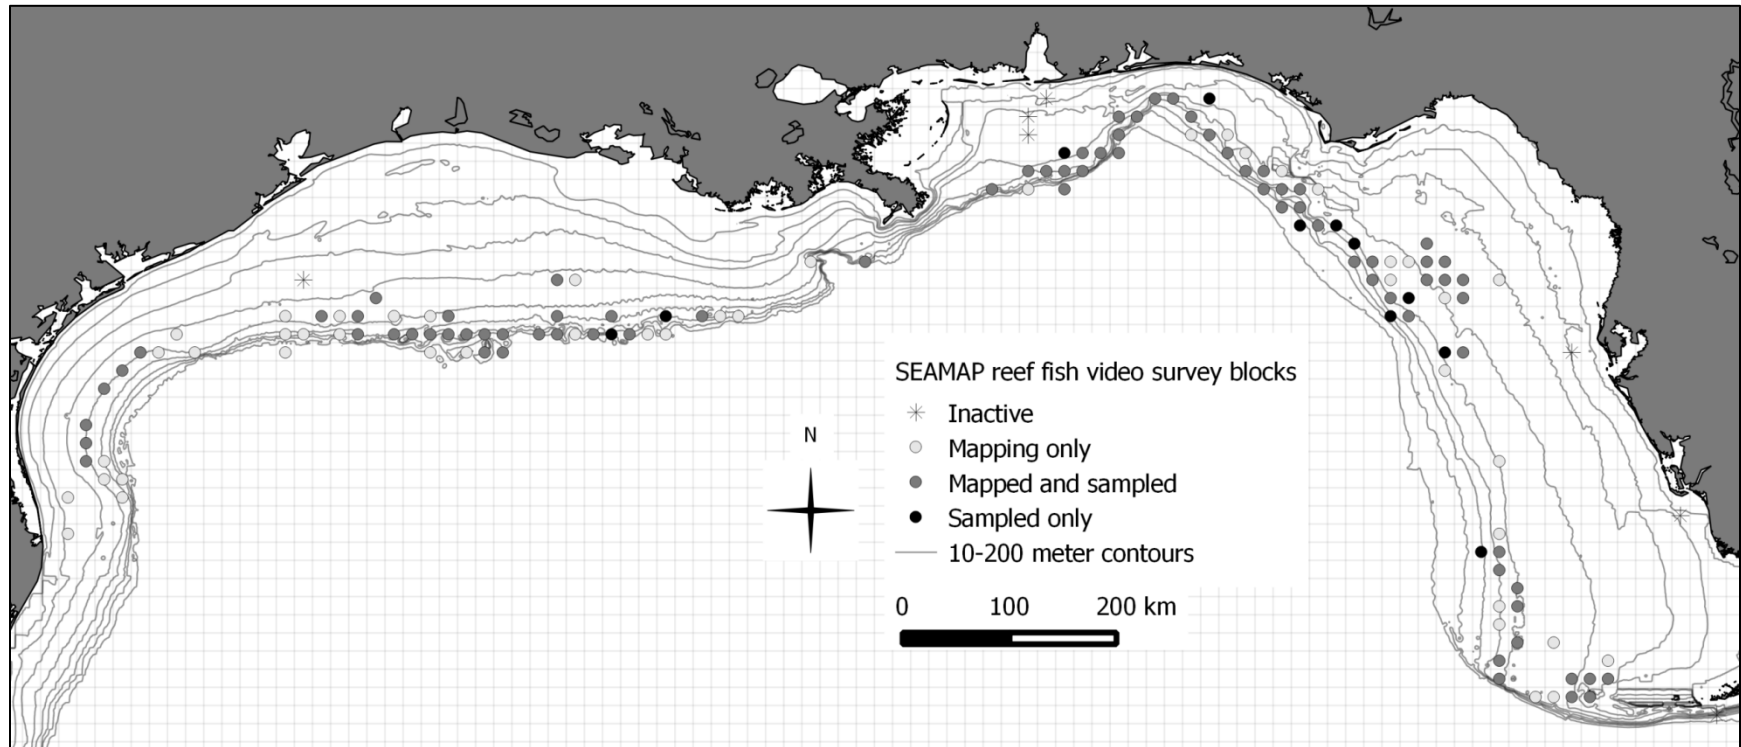 SEAMAP reef fish video survey blocks
Inactive
Mapping only
N
Mapped and sampled
Sampled only
10-200 meter contours
0 100 200 km